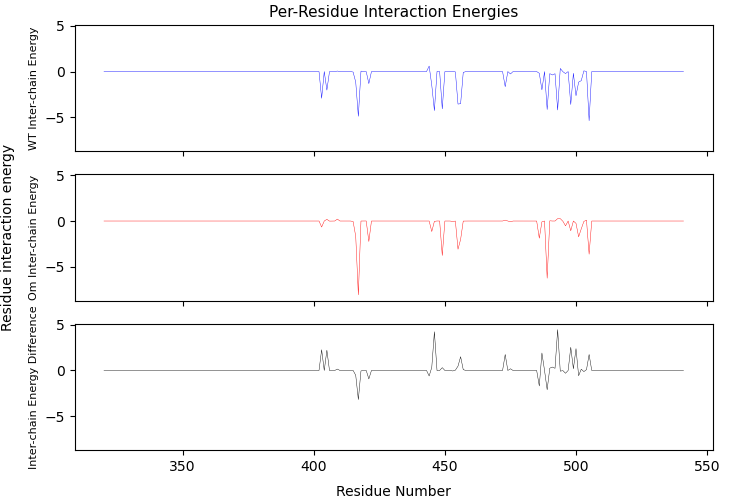 Per-Residue Interaction Energies
Residue interaction energy
WT Inter-chain Energy
5
0
−5
Om Inter-chain Energy
5
0
−5
Inter-chain Energy Difference
5
0
−5
350 400 450 500 550
Residue Number